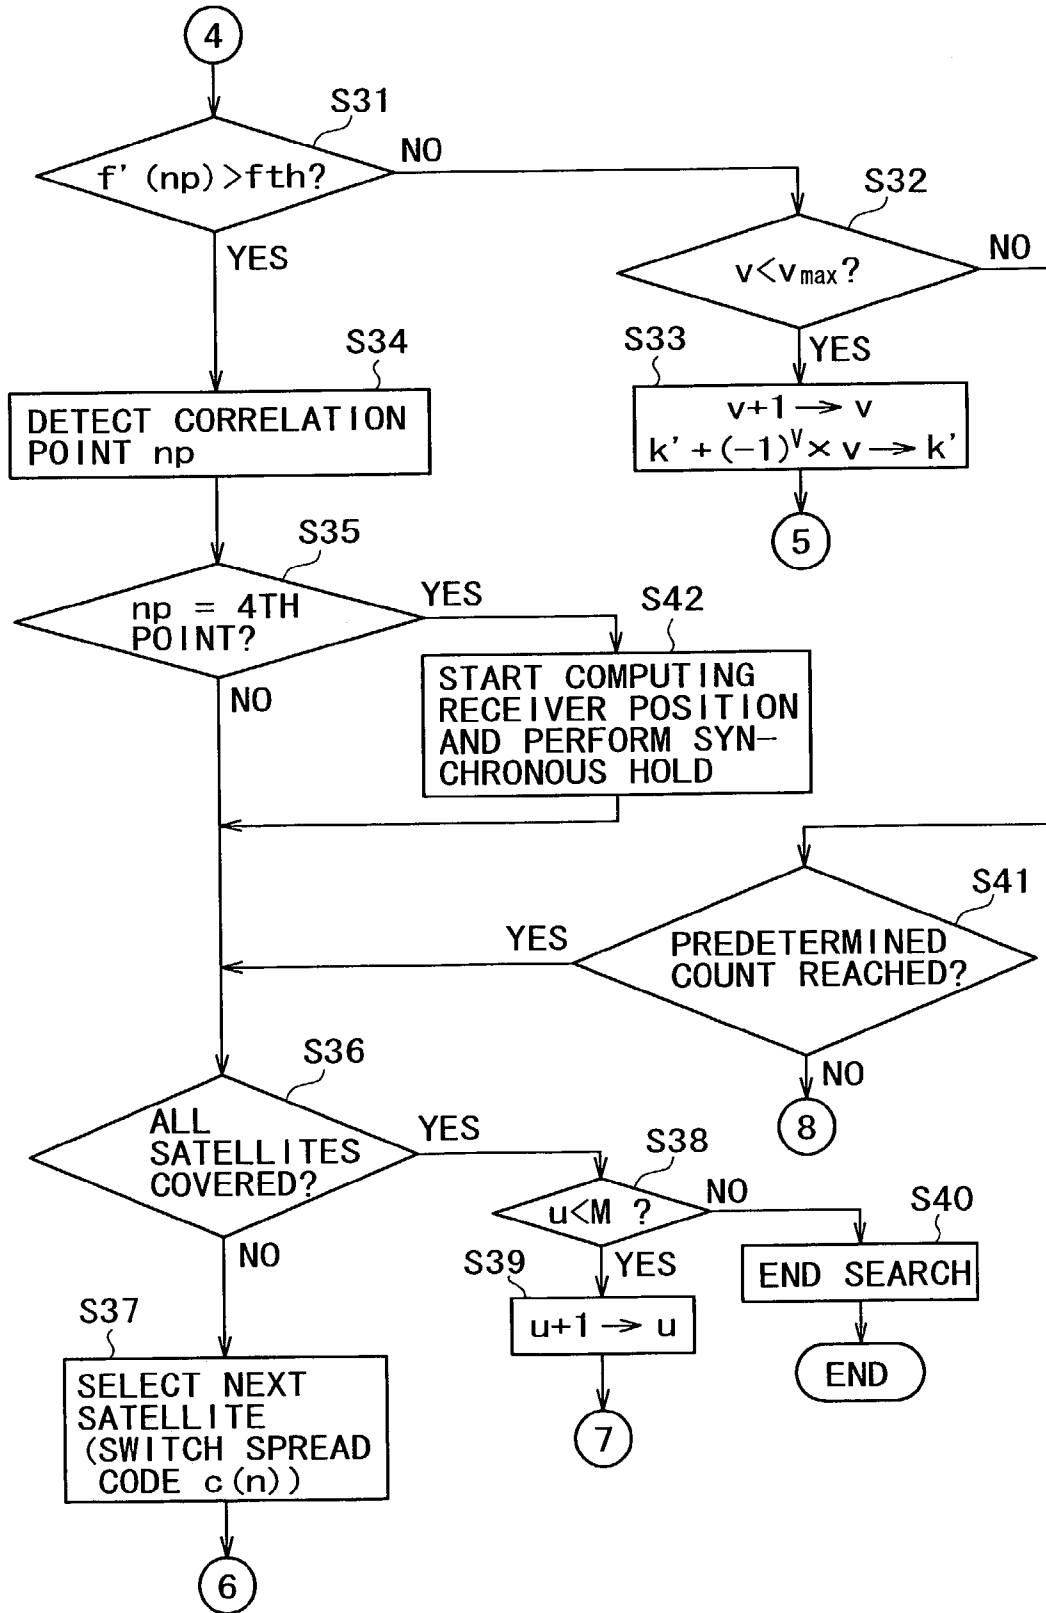 4
S31
f'(np)>fth?
NO
YES
S32
v<vmax?
NO
YES
S33
v+1→v
k'+(-1)^v×v→k'
5
S34
DETECT CORRELATION
POINT np
S35
np = 4TH
POINT?
YES
NO
S42
START COMPUTING
RECEIVER POSITION
AND PERFORM SYN-
CHRONOUS HOLD
S41
PREDETERMINED
COUNT REACHED?
YES
NO
8
S36
ALL
SATELLITES
COVERED?
YES
NO
S38
u<M ?
NO
YES
S39
u+1→u
7
S40
END SEARCH
END
S37
SELECT NEXT
SATELLITE
(SWITCH SPREAD
CODE c(n))
6